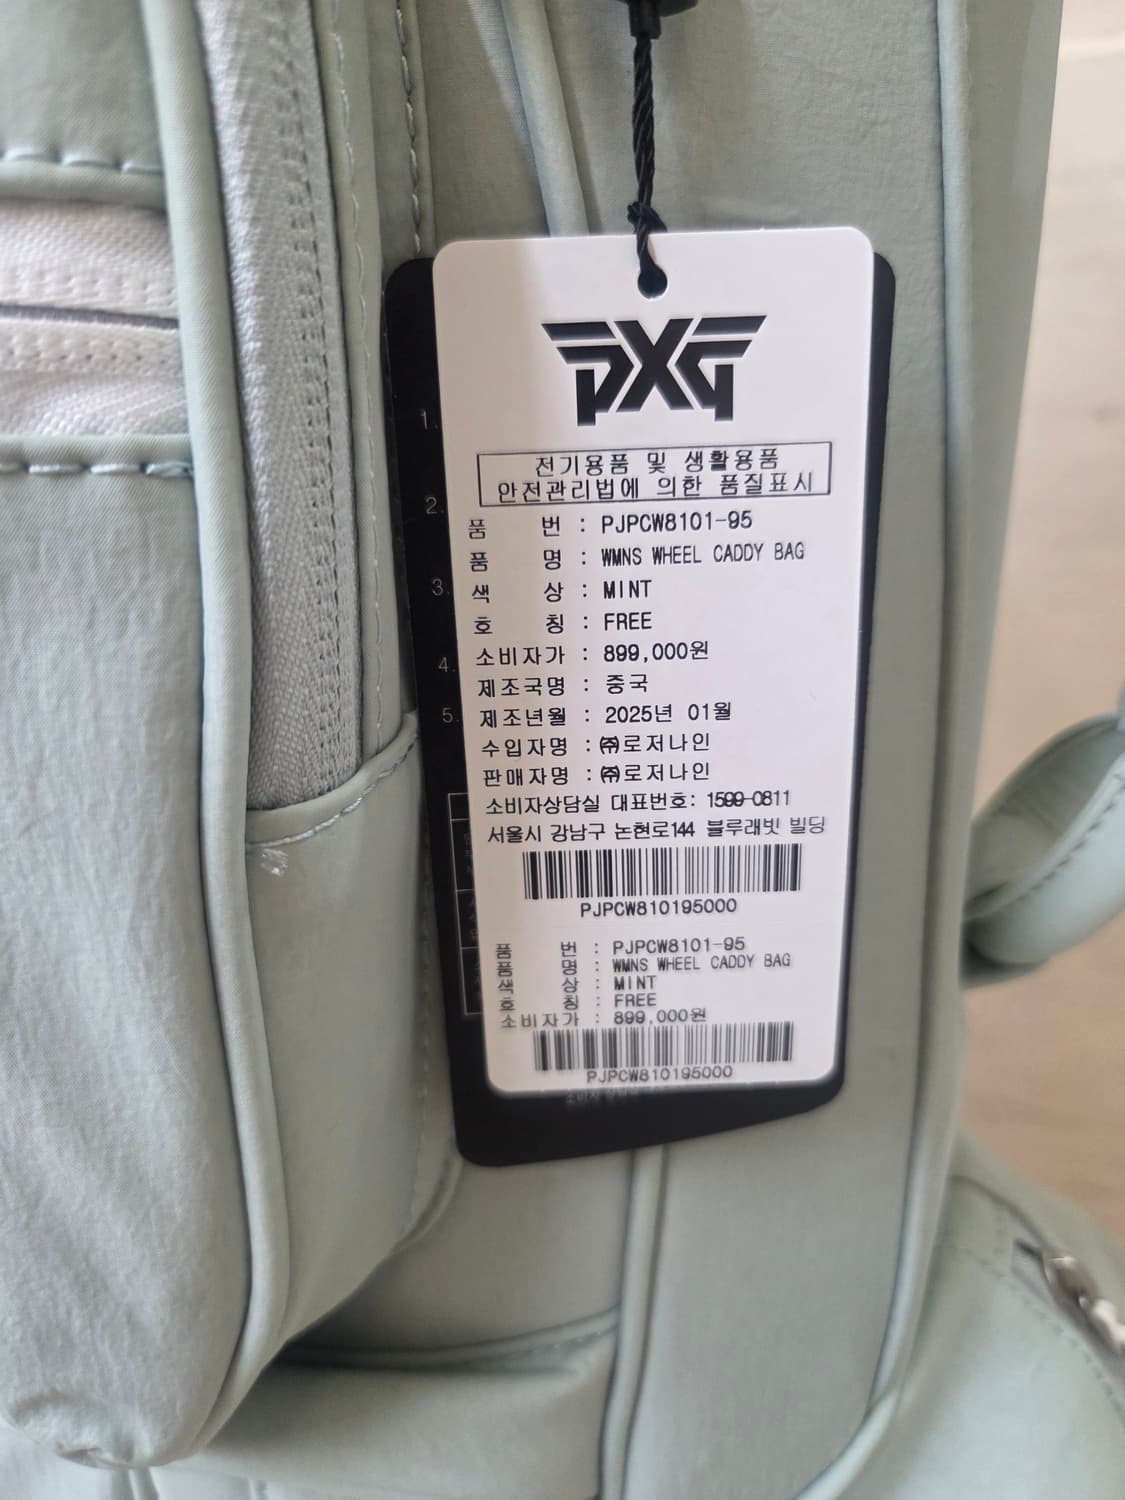 PXG
전기용품 및 생활용품
안전관리법에 의한 품질표시
품 번 : PJPCW8101-95
품 명 : WMNS WHEEL CADDY BAG
색 상 : MINT
호 칭 : FREE
소비자가 : 899,000원
제조국명 : 중국
제조년월 : 2025년 01월
수입자명 : ㈜로저나인
판매자명 : ㈜로저나인
소비자상담실 대표번호: 1599-0811
서울시 강남구 논현로144 블루래빗 빌딩
PJPCW810195000
품 번 : PJPCW8101-95
품 명 : WMNS WHEEL CADDY BAG
색 상 : MINT
호 칭 : FREE
소비자가 : 899,000원
PJPCW810195000
1.
2.
3.
4.
5.